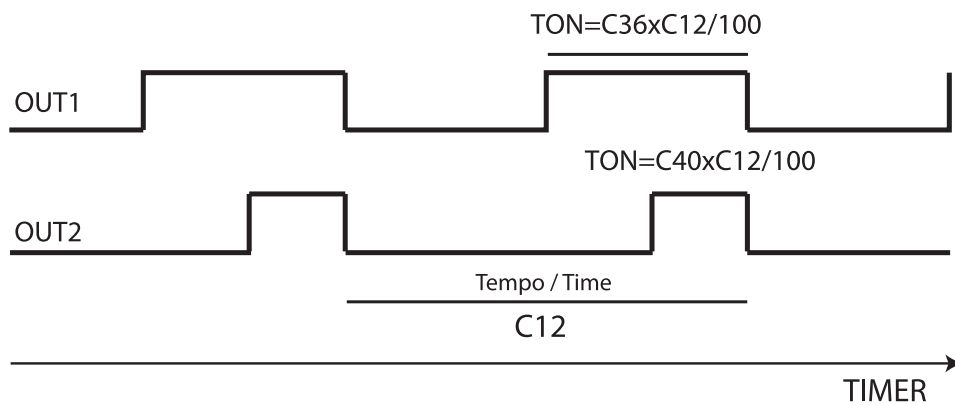 TON=C36xC12/100
OUT1
TON=C40xC12/100
OUT2
Tempo / Time
C12
TIMER